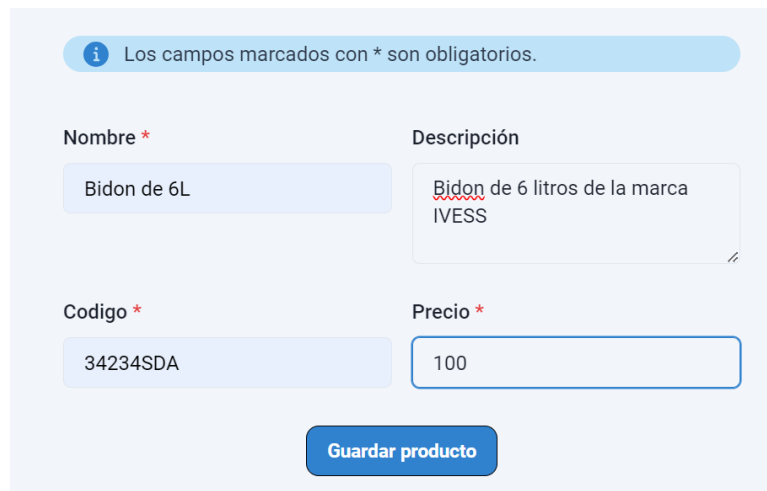 Los campos marcados con * son obligatorios.
Nombre *
Descripción
Bidon de 6L
Bidon de 6 litros de la marca
IVESS
Codigo *
Precio *
34234SDA
100
Guardar producto